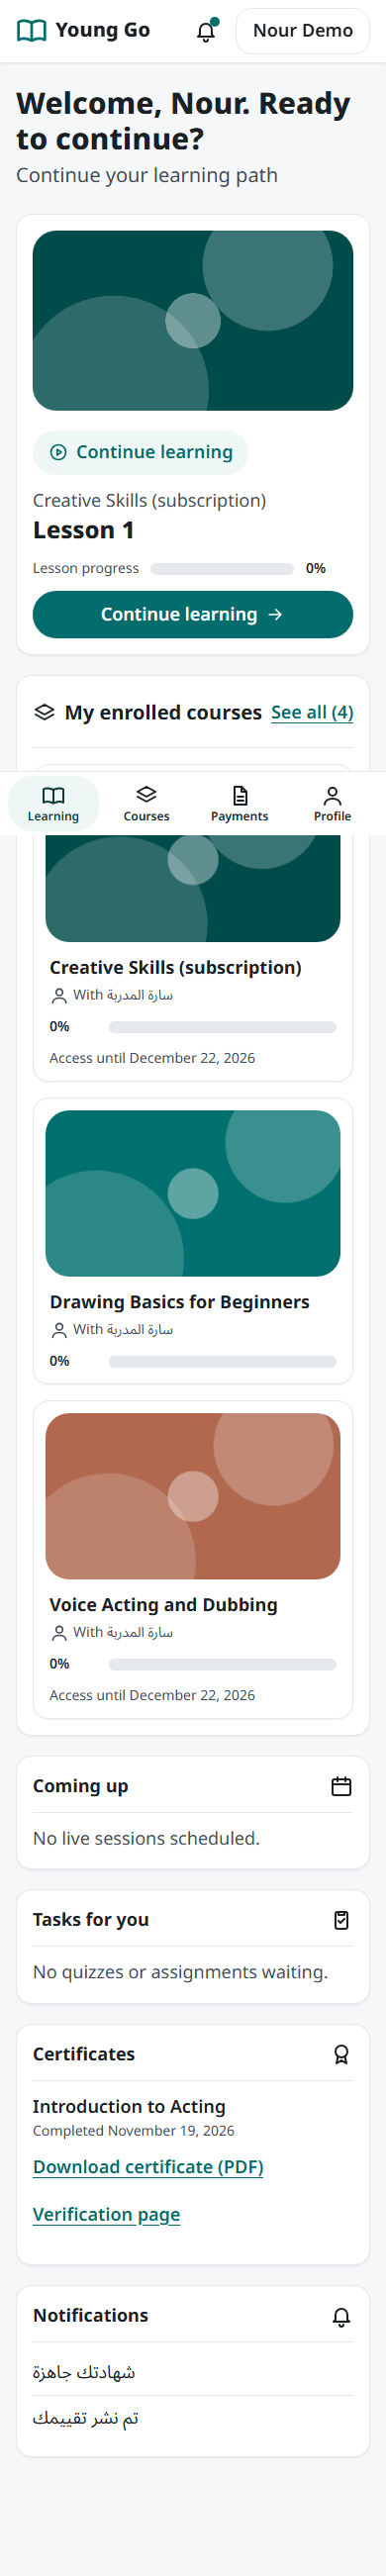 Young Go
Nour Demo
Welcome, Nour. Ready
to continue?
Continue your learning path
Continue learning
Creative Skills (subscription)
Lesson 1
Lesson progress 0%
Continue learning →
My enrolled courses See all (4)
Learning Courses Payments Profile
Creative Skills (subscription)
With سارة المدربة
0%
Access until December 22, 2026
Drawing Basics for Beginners
With سارة المدربة
0%
Voice Acting and Dubbing
With سارة المدربة
0%
Access until December 22, 2026
Coming up
No live sessions scheduled.
Tasks for you
No quizzes or assignments waiting.
Certificates
Introduction to Acting
Completed November 19, 2026
Download certificate (PDF)
Verification page
Notifications
شهادتك جاهزة
تم نشر تقييمك